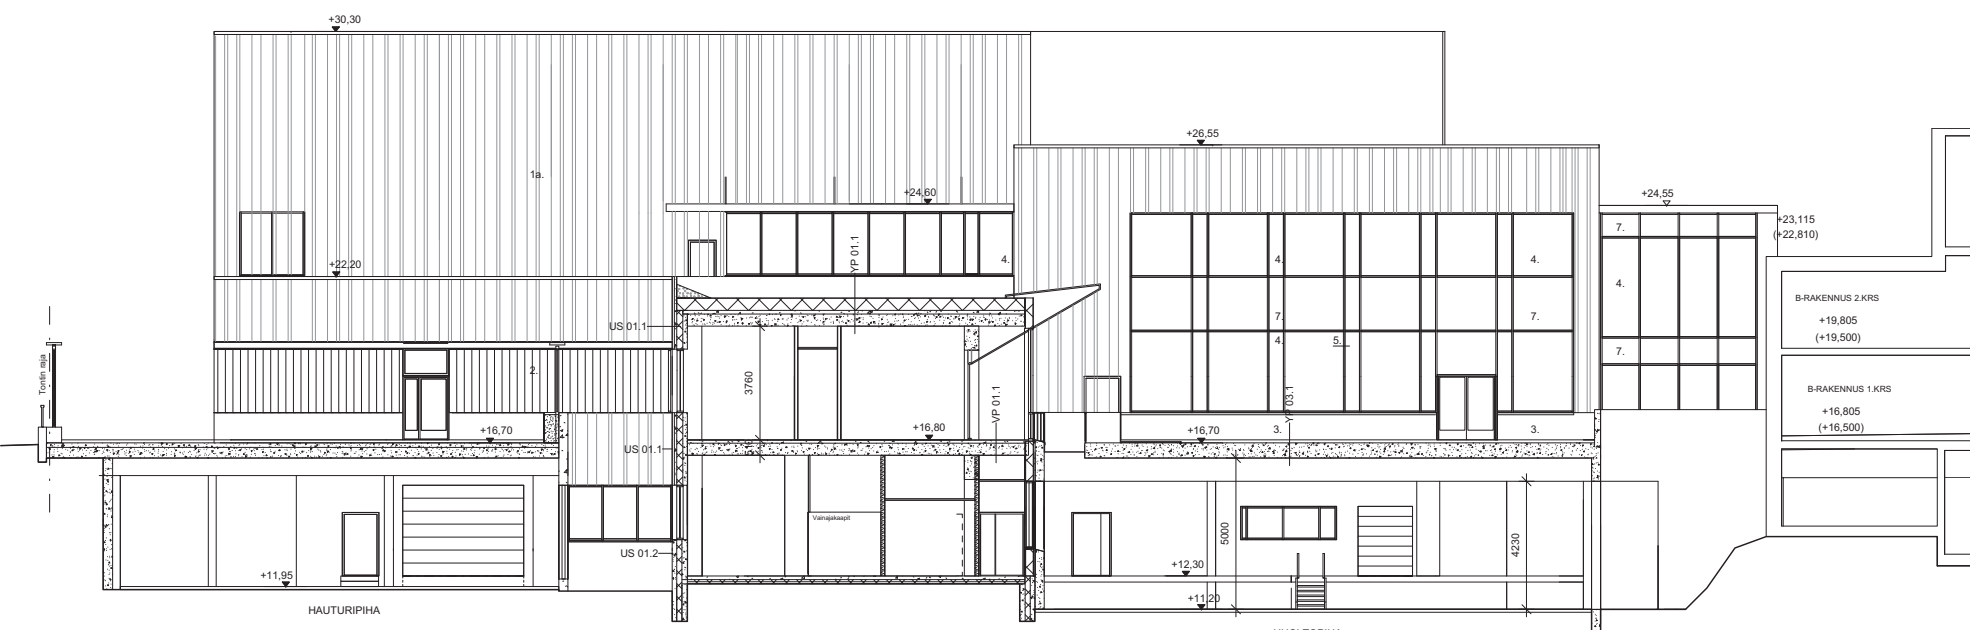 +30,30
+26,55
1a.
+24,60
+24,55
+23,115
(+22,810)
7.
YP 01.1
4.
4.
4.
+22,20
4.
B-RAKENNUS 2.KRS
+19,805
(+19,500)
7.
7.
US 01.1
4.
5.
7.
Tontin raja
2.
3760
VP 01.1
YP 03.1
B-RAKENNUS 1.KRS
+16,805
(+16,500)
+16,70
+16,80
+16,70
3.
3.
US 01.1
Vainajakaapit
5000
4230
US 01.2
+12,30
+11,95
+11,20
HAUTURIPIHA